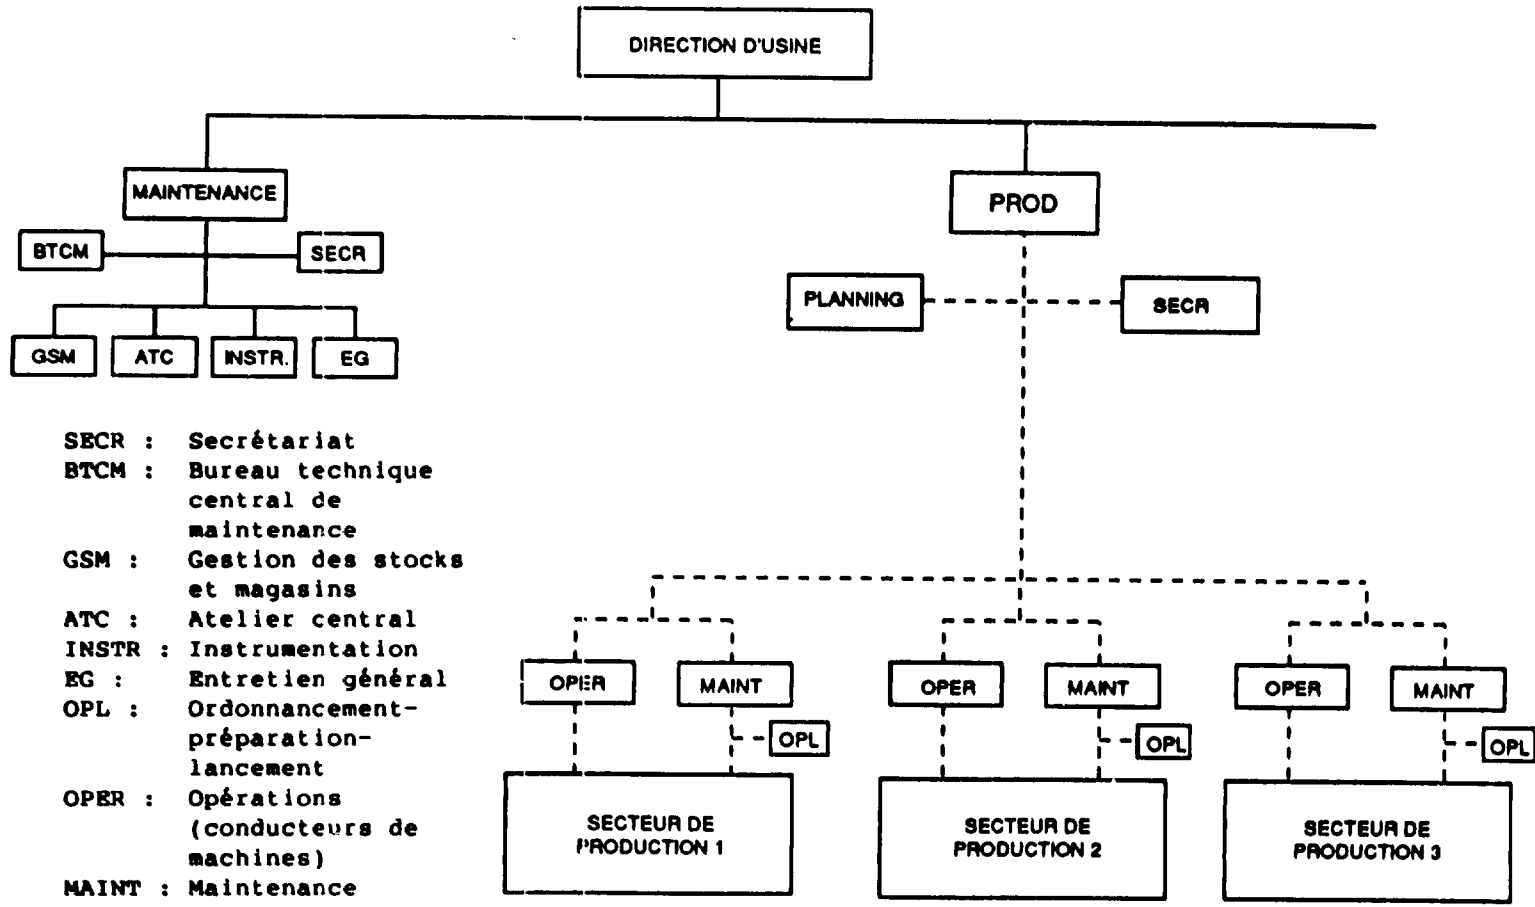 DIRECTION D'USINE
MAINTENANCE
PROD
BTCM
SECR
PLANNING
SECR
GSM
ATC
INSTR.
EG
SECR : Secrétariat
BTCM : Bureau technique
central de
maintenance
GSM : Gestion des stocks
et magasins
ATC : Atelier central
INSTR : Instrumentation
EG : Entretien général
OPL : Ordonnancement-
préparation-
lancement
OPER : Opérations
(conducteurs de
machines)
MAINT : Maintenance
OPER
MAINT
OPL
SECTEUR DE
PRODUCTION 1
OPER
MAINT
OPL
SECTEUR DE
PRODUCTION 2
OPER
MAINT
OPL
SECTEUR DE
PRODUCTION 3